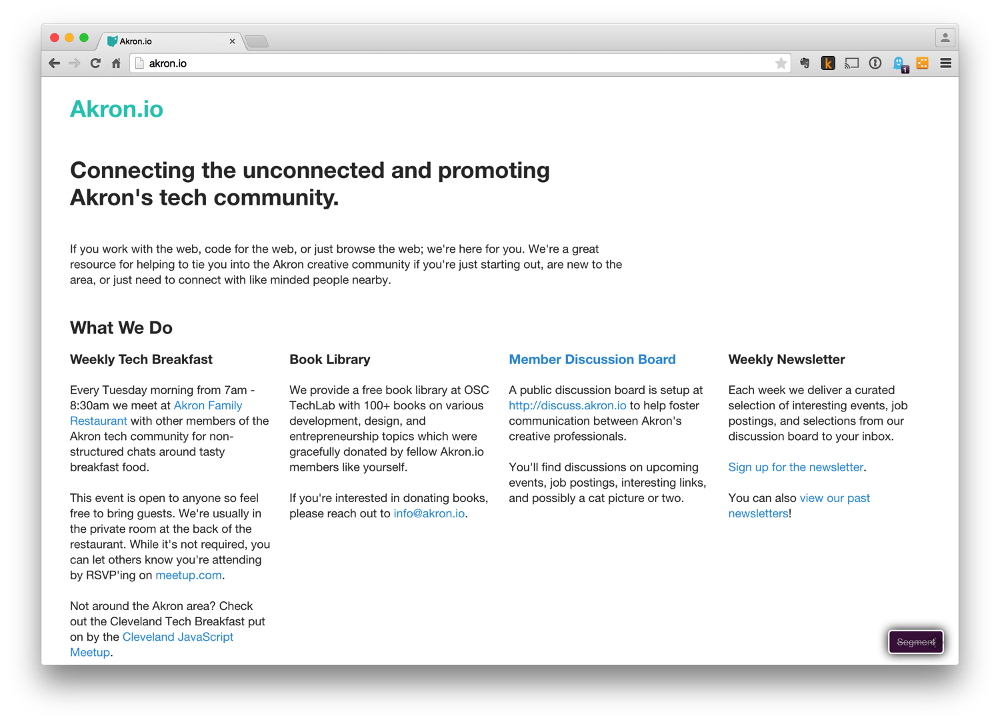 Akron.io
akron.io
1
Akron.io
Connecting the unconnected and promoting
Akron's tech community.
If you work with the web, code for the web, or just browse the web; we're here for you. We're a great
resource for helping to tie you into the Akron creative community if you're just starting out, are new to the
area, or just need to connect with like minded people nearby.
What We Do
Weekly Tech Breakfast
Every Tuesday morning from 7am -
8:30am we meet at Akron Family
Restaurant with other members of the
Akron tech community for non-
structured chats around tasty
breakfast food.
This event is open to anyone so feel
free to bring guests. We're usually in
the private room at the back of the
restaurant. While it's not required, you
can let others know you're attending
by RSVP'ing on meetup.com.
Not around the Akron area? Check
out the Cleveland Tech Breakfast put
on by the Cleveland JavaScript
Meetup.
Book Library
We provide a free book library at OSC
TechLab with 100+ books on various
development, design, and
entrepreneurship topics which were
gracefully donated by fellow Akron.io
members like yourself.
If you're interested in donating books,
please reach out to info@akron.io.
Member Discussion Board
A public discussion board is setup at
http://discuss.akron.io to help foster
communication between Akron's
creative professionals.
You'll find discussions on upcoming
events, job postings, interesting links,
and possibly a cat picture or two.
Weekly Newsletter
Each week we deliver a curated
selection of interesting events, job
postings, and selections from our
discussion board to your inbox.
Sign up for the newsletter.
You can also view our past
newsletters!
Segment